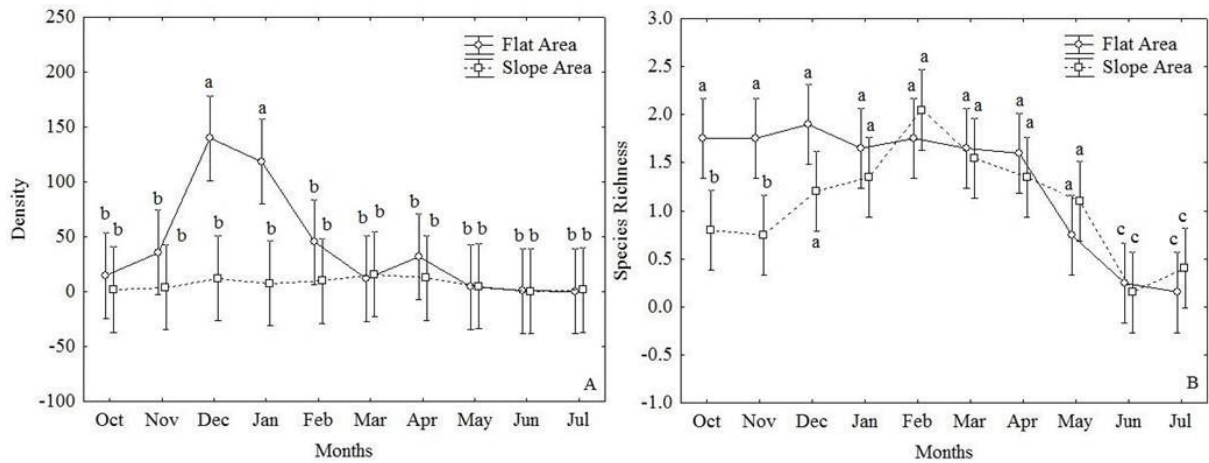 250
200
150
100
50
0
-50
-100
Density
Flat Area
Slope Area
b b b b a b a b b b b b b b b b b b b b
A
Oct Nov Dec Jan Feb Mar Apr May Jun Jul
Months
3.0
2.5
2.0
1.5
1.0
0.5
0.0
-0.5
-1.0
Species Richness
Flat Area
Slope Area
a b a b a a a a a a a a a a a a c c c c
B
Oct Nov Dec Jan Feb Mar Apr May Jun Jul
Months